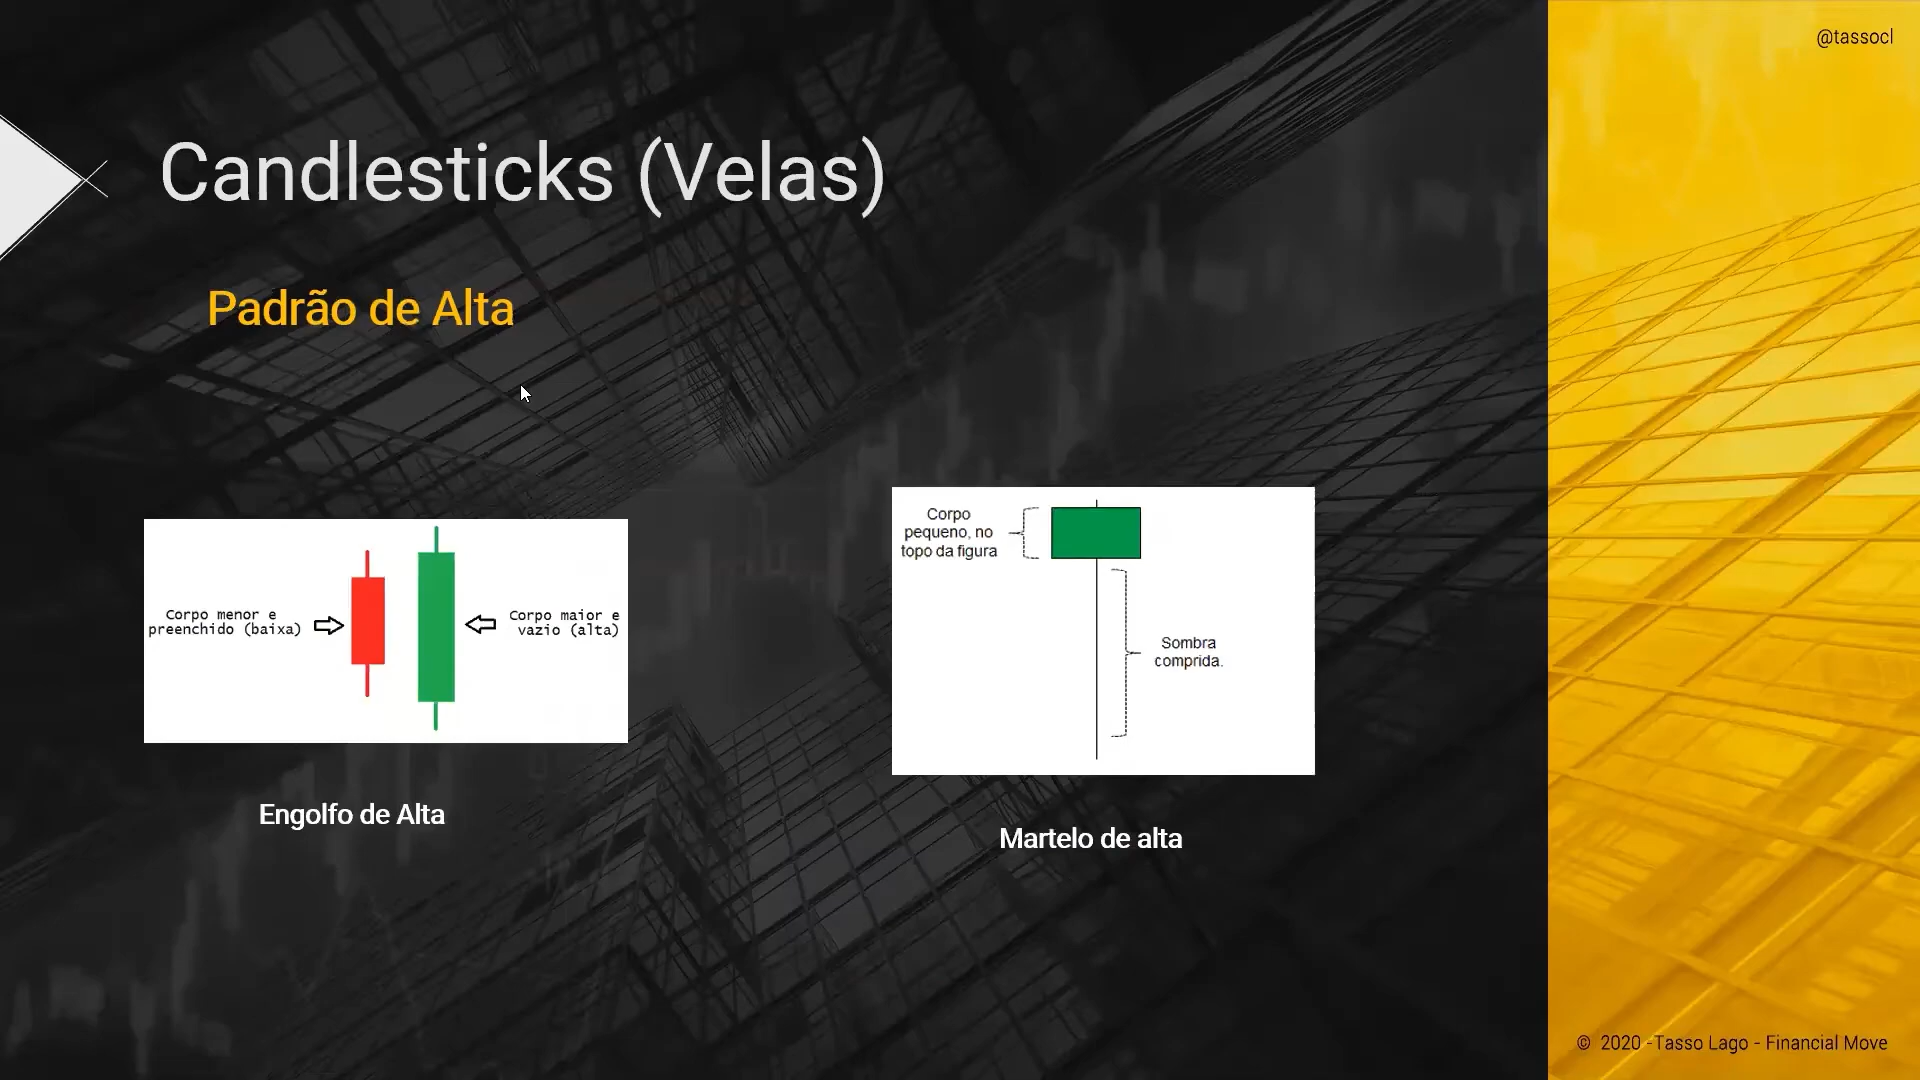 @tassocl
Candlesticks (Velas)
Padrão de Alta
Corpo menor e
preenchido (baixa)
Corpo maior e
vazio (alta)
Engolfo de Alta
Corpo
pequeno, no
topo da figura
Sombra
comprida.
Martelo de alta
© 2020 -Tasso Lago - Financial Move